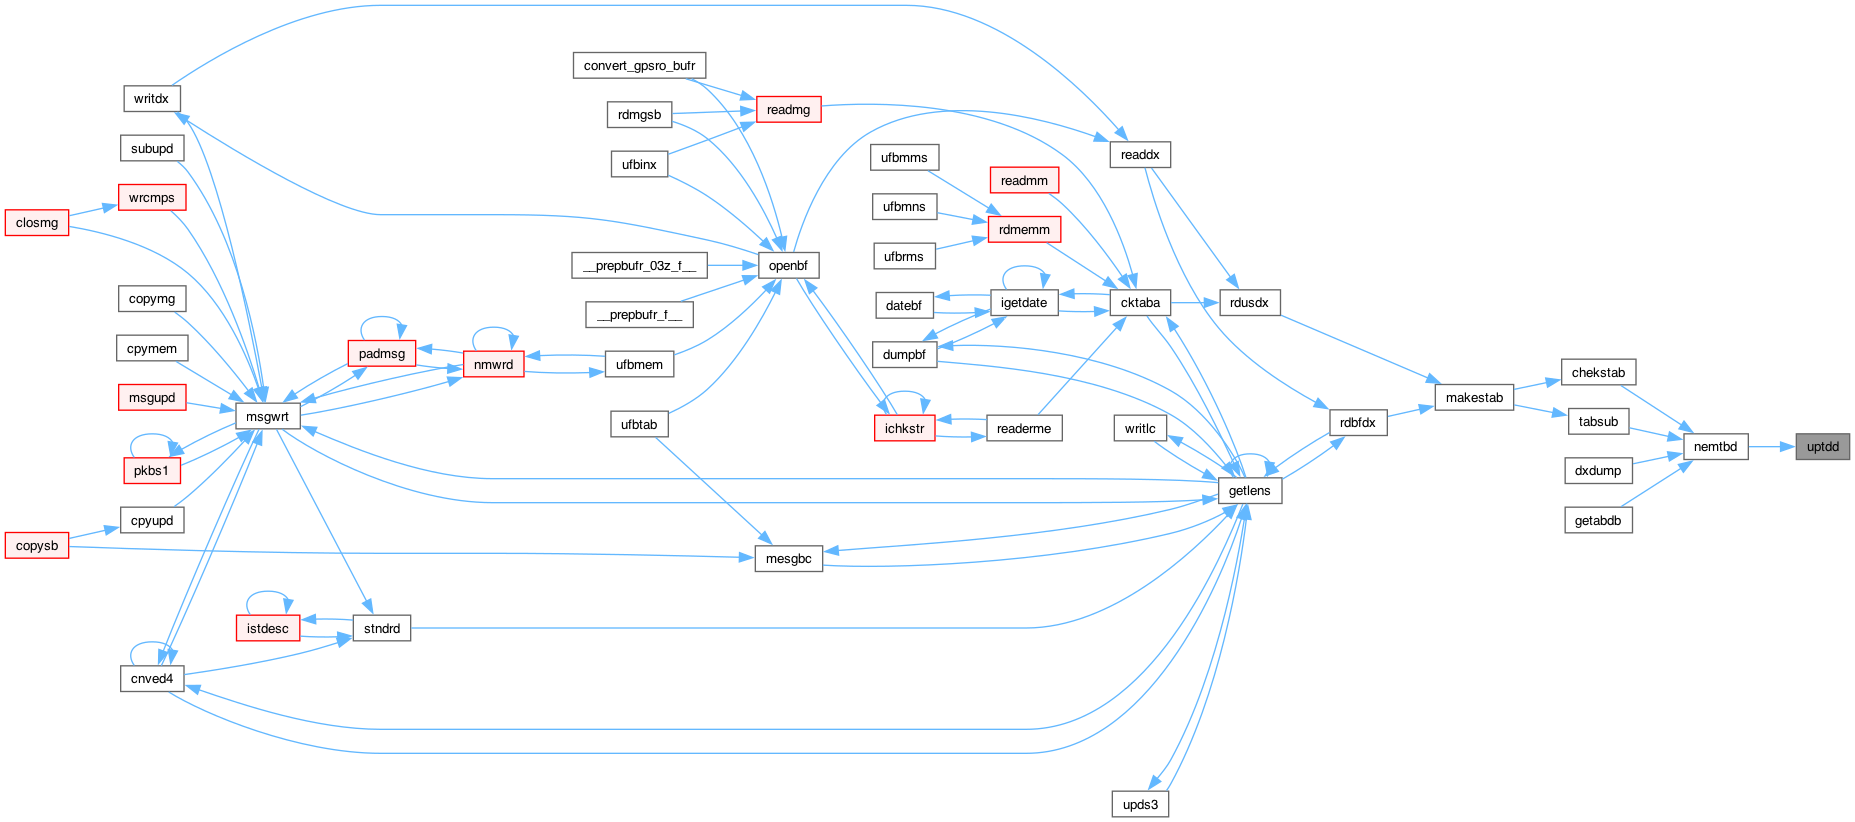 convert_gpsro_bufr
writdx
readmg
rdmgsb
subupd
readdx
ufbmms
ufbinx
readmm
wrcmps
ufbmns
closmg
rdmemm
ufbrms
openbf
__prepbufr_03z_f__
copymg
datebf
igetdate
cktaba
rdusdx
__prepbufr_f__
cpymem
padmsg
nmwrd
ufbmem
dumpbf
chekstab
msgupd
makestab
msgwrt
ufbtab
ichkstr
readerme
writlc
rdbfdx
tabsub
nemtbd
uptdd
pkbs1
dxdump
getlens
cpyupd
getabdb
copysb
mesgbc
istdesc
stndrd
cnved4
upds3